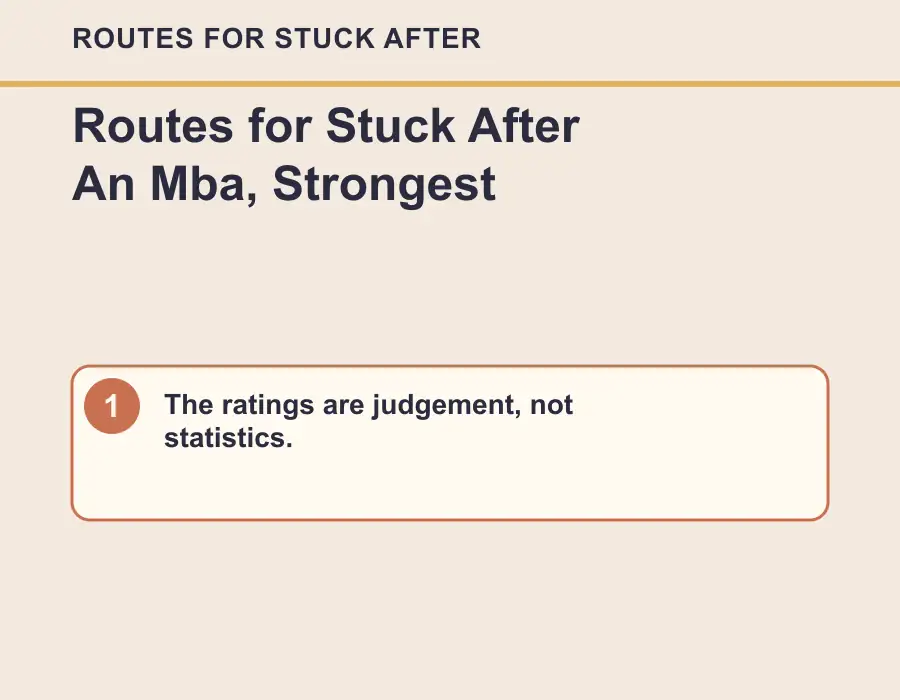 ROUTES FOR STUCK AFTER
Routes for Stuck After
An Mba, Strongest
1
The ratings are judgement, not
statistics.